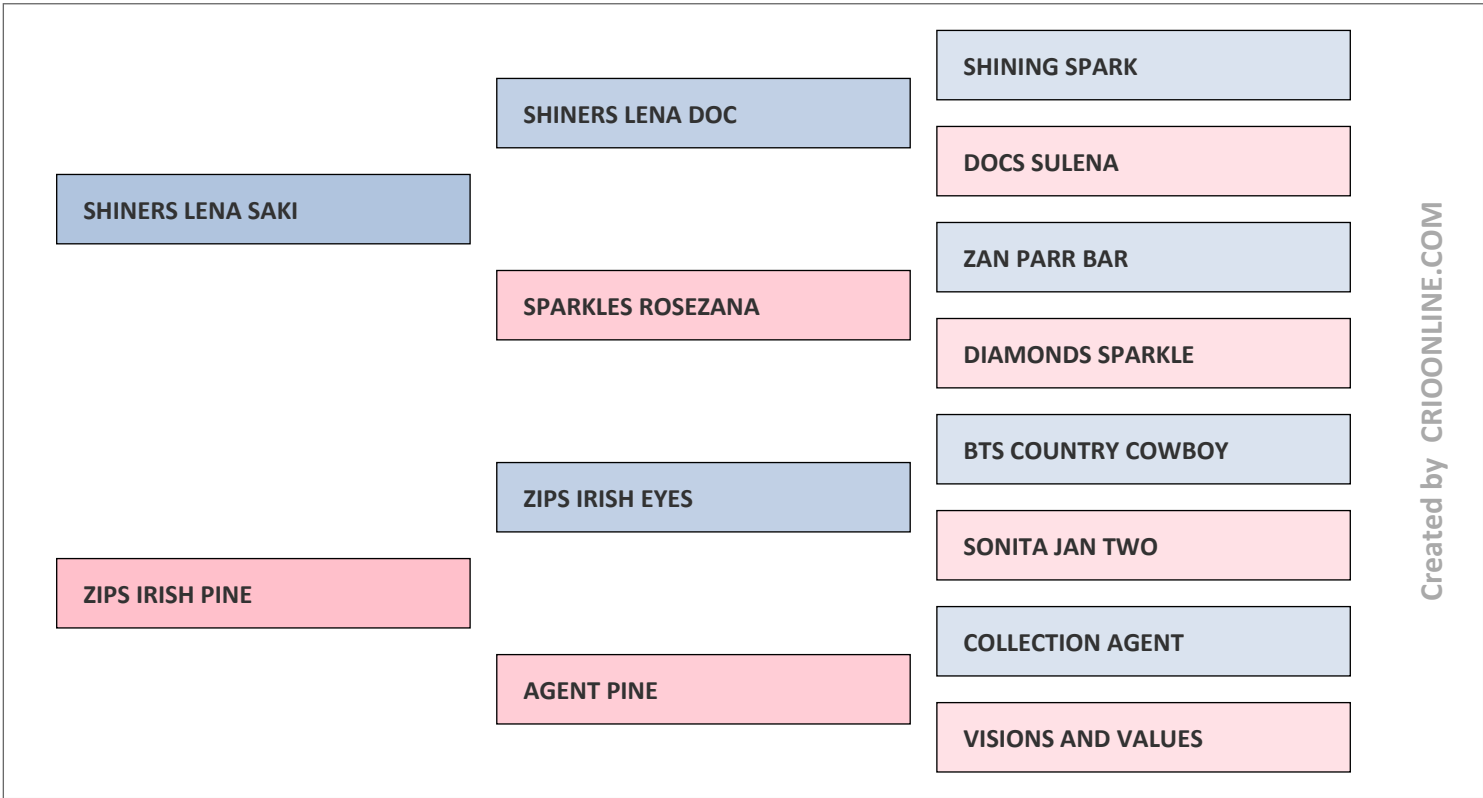 SHINING SPARK
SHINERS LENA DOC
DOCS SULENA
SHINERS LENA SAKI
ZAN PARR BAR
SPARKLES ROSEZANA
DIAMONDS SPARKLE
BTS COUNTRY COWBOY
ZIPS IRISH EYES
SONITA JAN TWO
ZIPS IRISH PINE
COLLECTION AGENT
AGENT PINE
VISIONS AND VALUES
Created by CRIOONLINE.COM